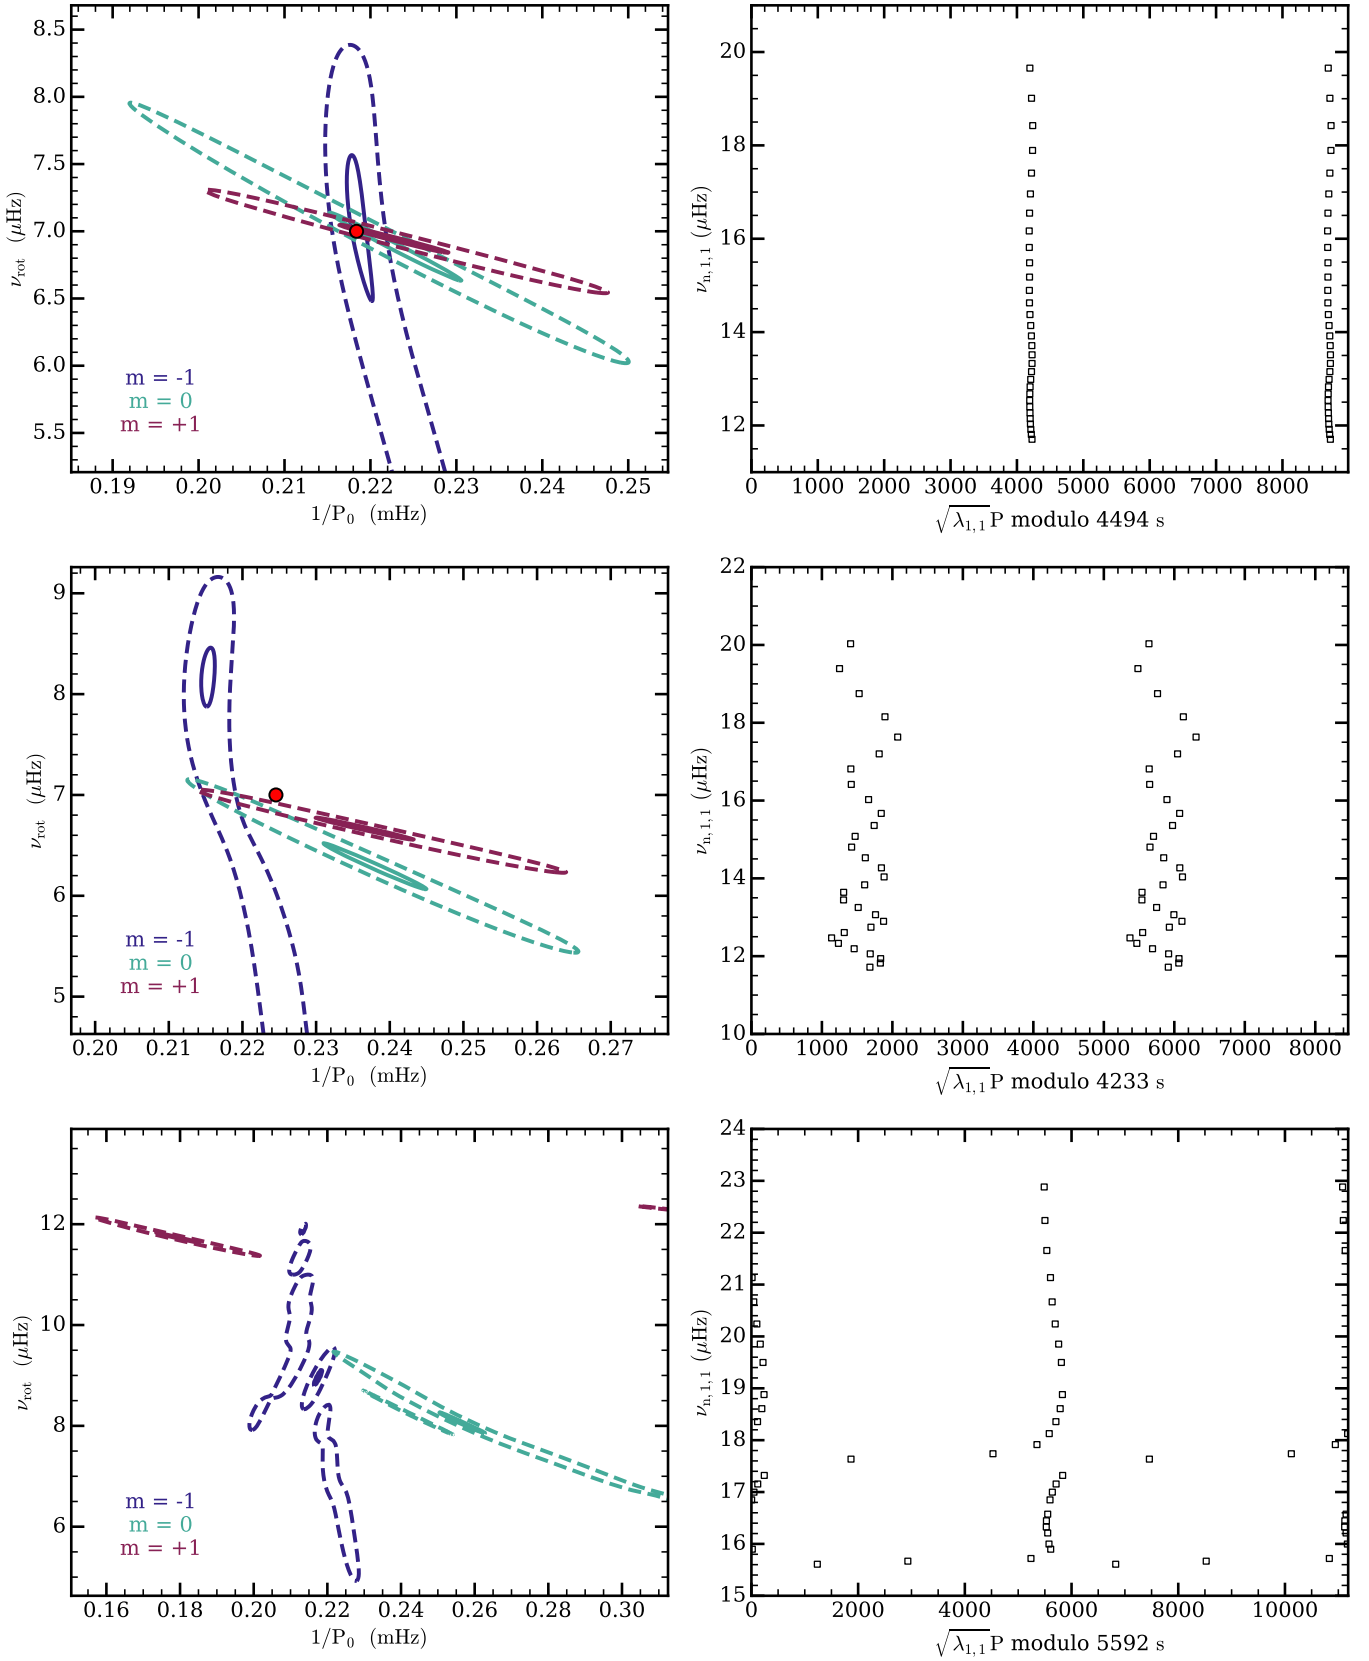 8.5
8.0
7.5
7.0
6.5
6.0
5.5
ν_rot (μHz)
m = -1
m = 0
m = +1
0.19 0.20 0.21 0.22 0.23 0.24 0.25
1/P₀ (mHz)
20
18
16
14
12
ν_n,1,1 (μHz)
0 1000 2000 3000 4000 5000 6000 7000 8000
√λ₁,₁ P modulo 4494 s
9
8
7
6
5
ν_rot (μHz)
m = -1
m = 0
m = +1
0.20 0.21 0.22 0.23 0.24 0.25 0.26 0.27
1/P₀ (mHz)
22
20
18
16
14
12
10
ν_n,1,1 (μHz)
0 1000 2000 3000 4000 5000 6000 7000 8000
√λ₁,₁ P modulo 4233 s
12
10
8
6
ν_rot (μHz)
m = -1
m = 0
m = +1
0.16 0.18 0.20 0.22 0.24 0.26 0.28 0.30
1/P₀ (mHz)
24
23
22
21
20
19
18
17
16
15
ν_n,1,1 (μHz)
0 2000 4000 6000 8000 10000
√λ₁,₁ P modulo 5592 s